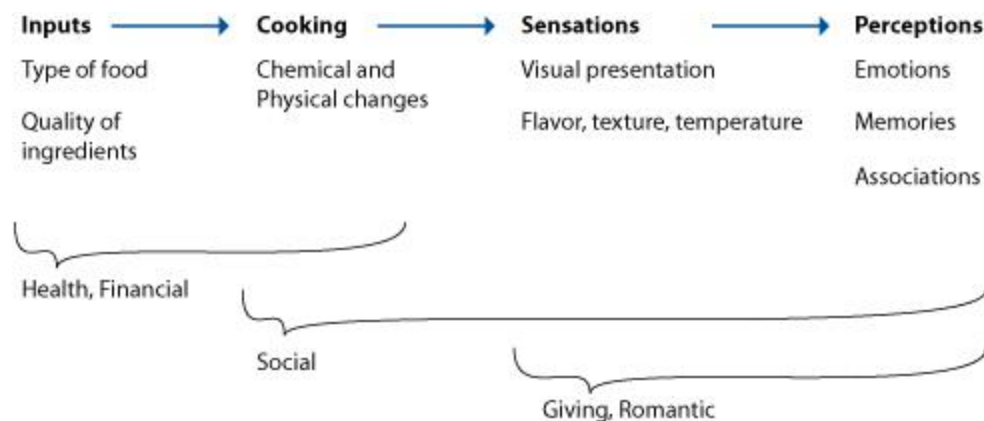 Inputs Cooking Sensations Perceptions
Type of food
Quality of
ingredients
Chemical and
Physical changes
Visual presentation
Flavor, texture, temperature
Emotions
Memories
Associations
Health, Financial
Social
Giving, Romantic